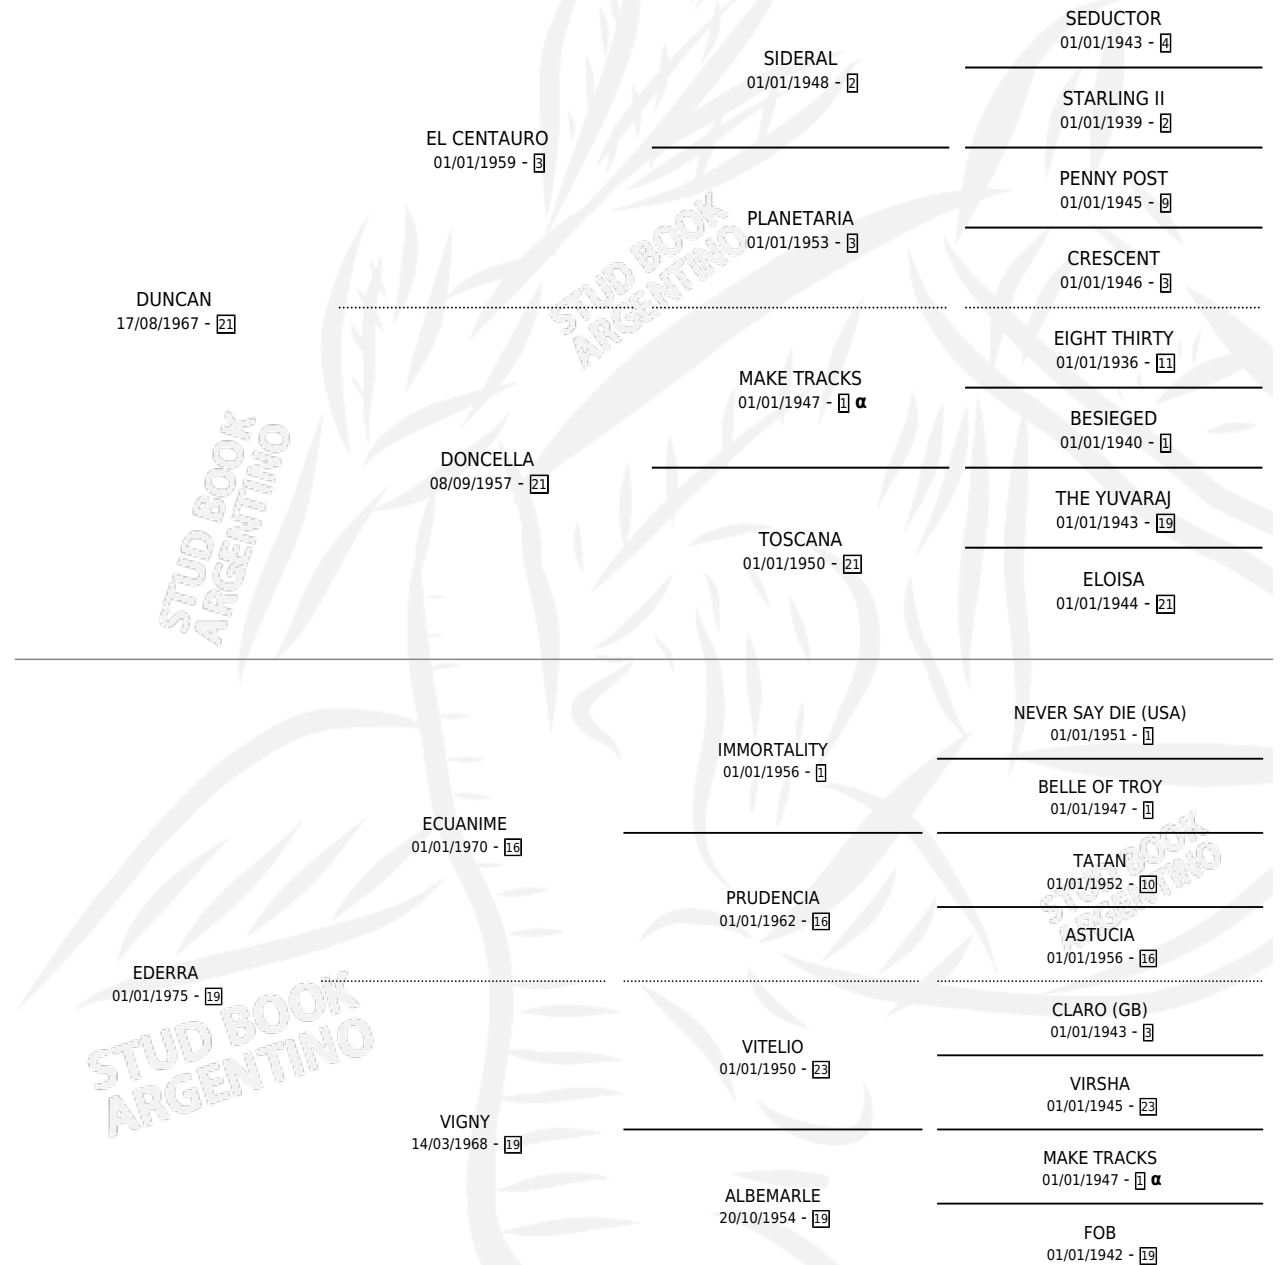 SEDUCTOR
01/01/1943 - 4
SIDERAL
01/01/1948 - 2
STARLING II
01/01/1939 - 2
EL CENTAURO
01/01/1959 - 3
PENNY POST
01/01/1945 - 9
PLANETARIA
01/01/1953 - 3
CRESCENT
01/01/1946 - 3
DUNCAN
17/08/1967 - 21
EIGHT THIRTY
01/01/1936 - 11
MAKE TRACKS
01/01/1947 - 1 α
BESIEGED
01/01/1940 - 1
DONCELLA
08/09/1957 - 21
THE YUVARAJ
01/01/1943 - 19
TOSCANA
01/01/1950 - 21
ELOISA
01/01/1944 - 21
STUD BOOK
ARGENTINO
STUD BOOK
ARGENTINO
NEVER SAY DIE (USA)
01/01/1951 - 1
IMMORTALITY
01/01/1956 - 1
BELLE OF TROY
01/01/1947 - 1
ECUANIME
01/01/1970 - 16
TATAN
01/01/1952 - 10
PRUDENCIA
01/01/1962 - 16
ASTUCIA
01/01/1956 - 16
EDERRA
01/01/1975 - 19
CLARO (GB)
01/01/1943 - 3
VITELIO
01/01/1950 - 23
VIRSHA
01/01/1945 - 23
VIGNY
14/03/1968 - 19
MAKE TRACKS
01/01/1947 - 1 α
ALBEMARLE
20/10/1954 - 19
FOB
01/01/1942 - 19
STUD BOOK
ARGENTINO
STUD BOOK
ARGENTINO